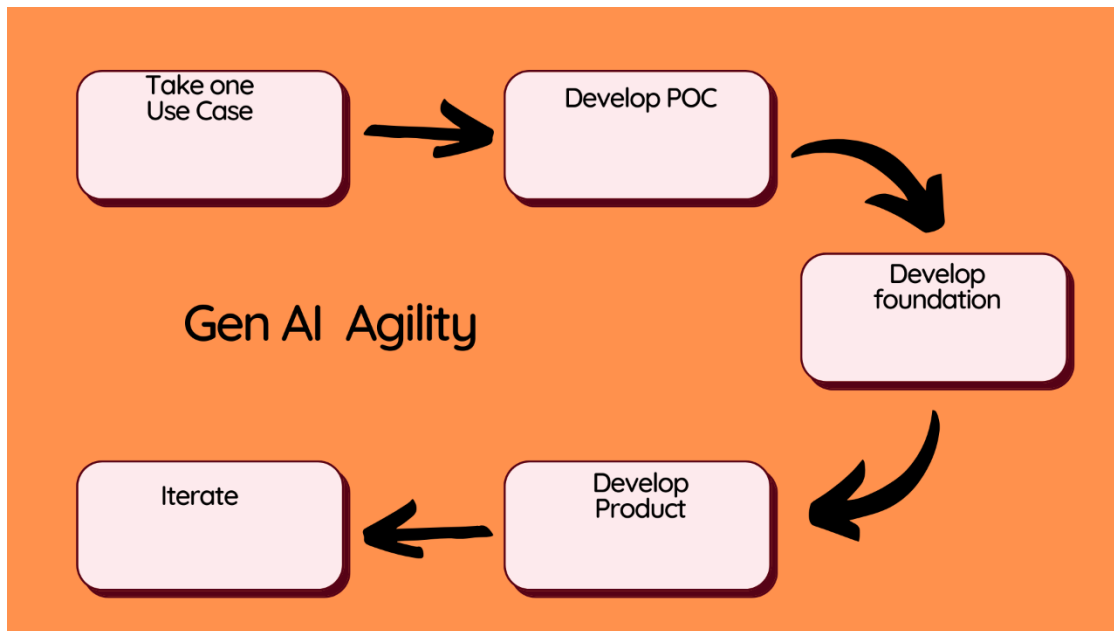 Take one
Use Case
Develop POC
Develop
foundation
Gen AI  Agility
Develop
Product
Iterate